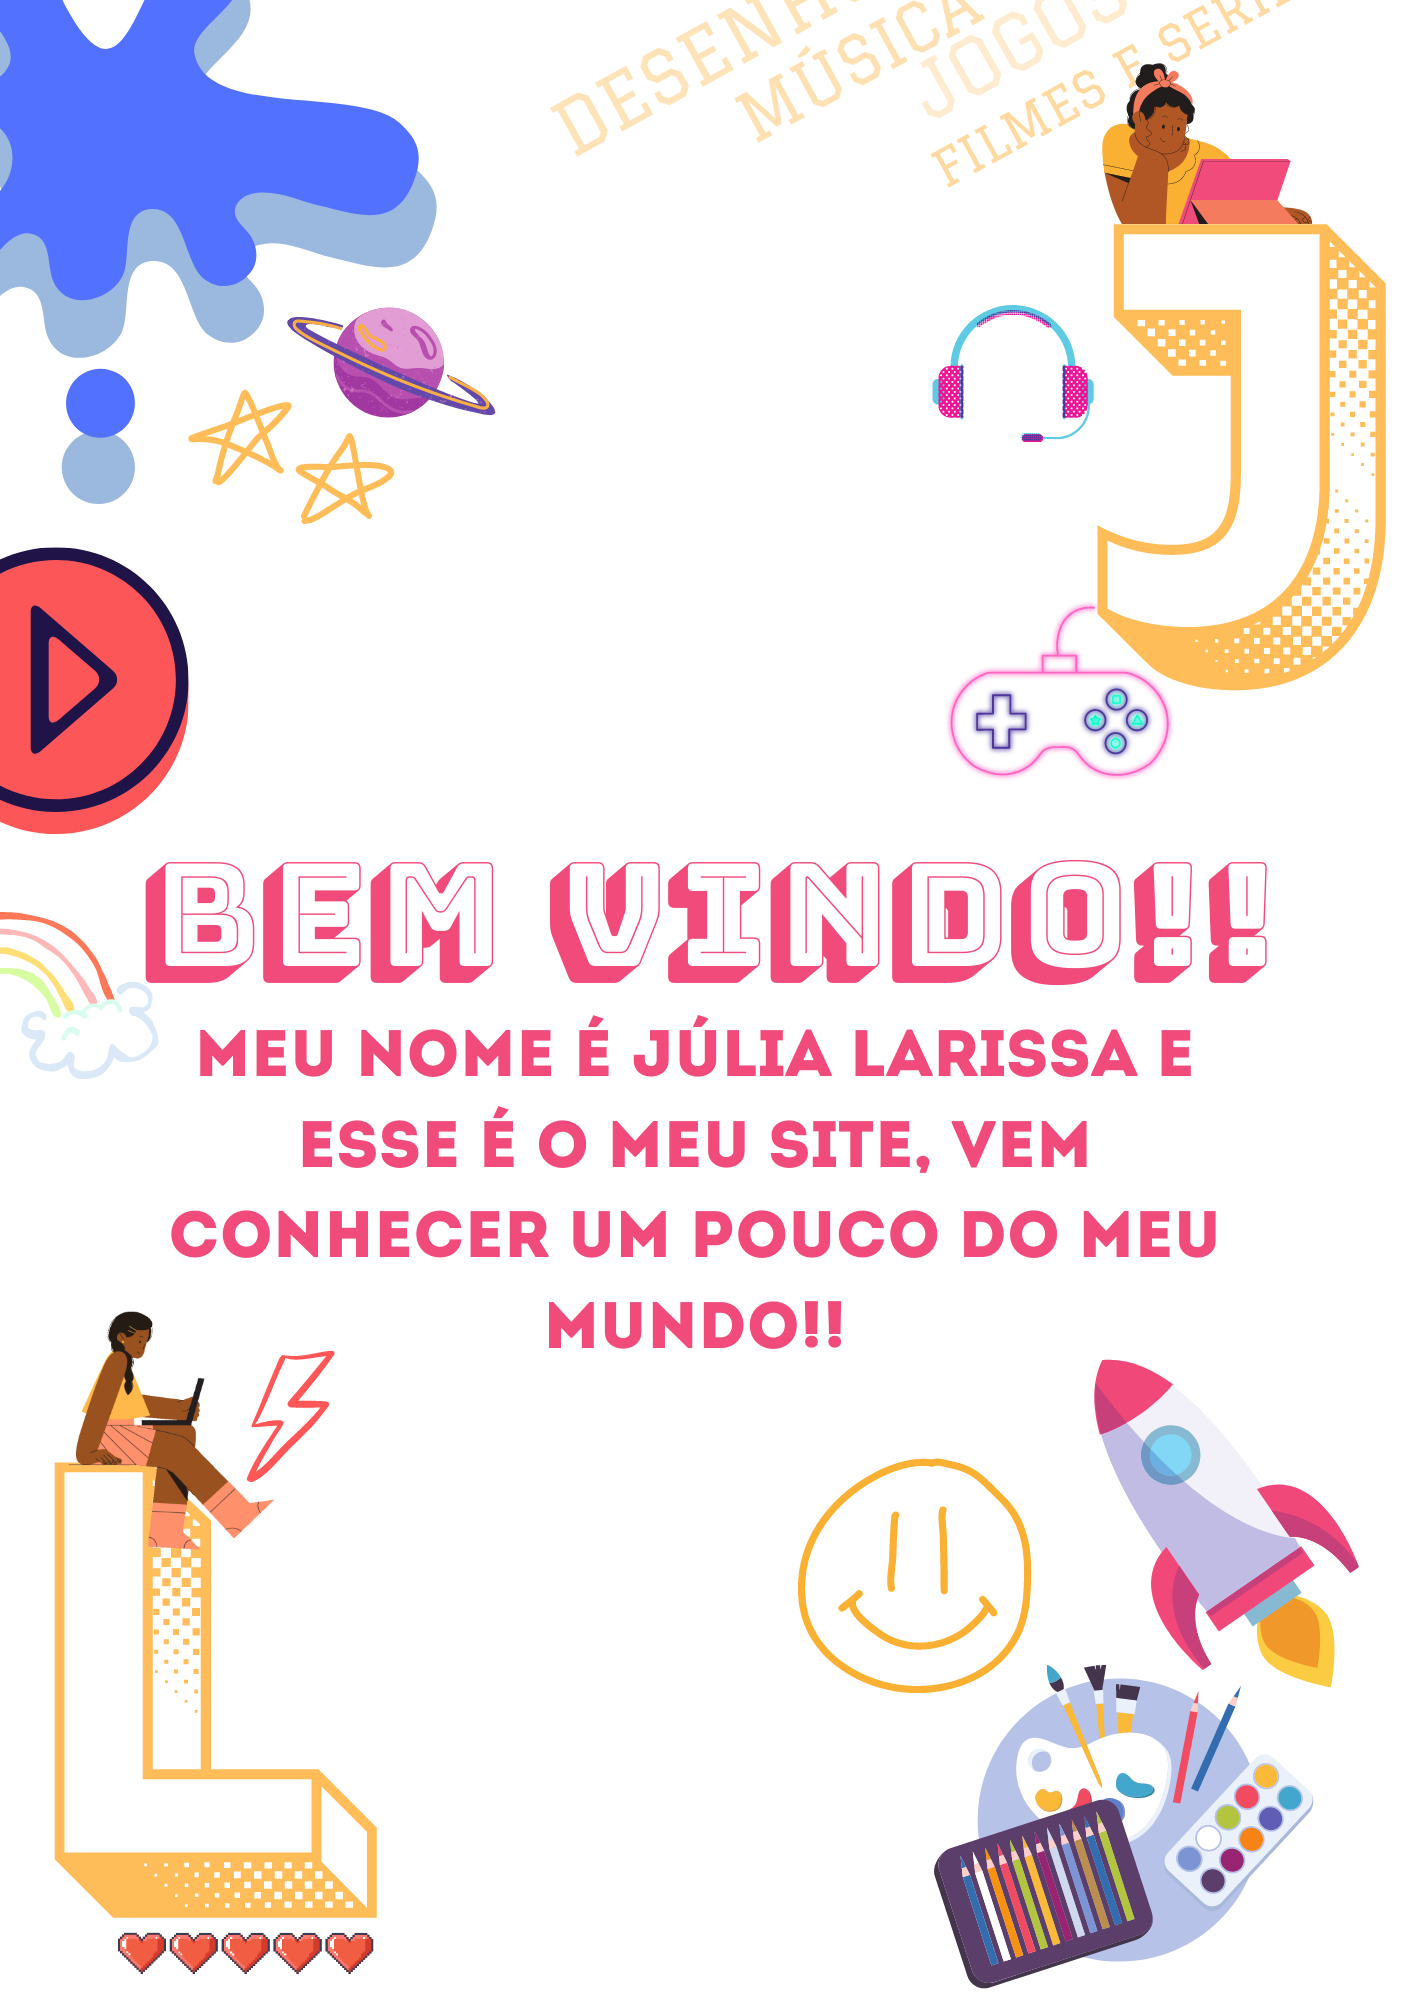 MÚSICA
JOGOS
FILMES E
J
BEM VINDO!!
MEU NOME É JÚLIA LARISSA E
ESSE É O MEU SITE, VEM
CONHECER UM POUCO DO MEU
MUNDO!!
L